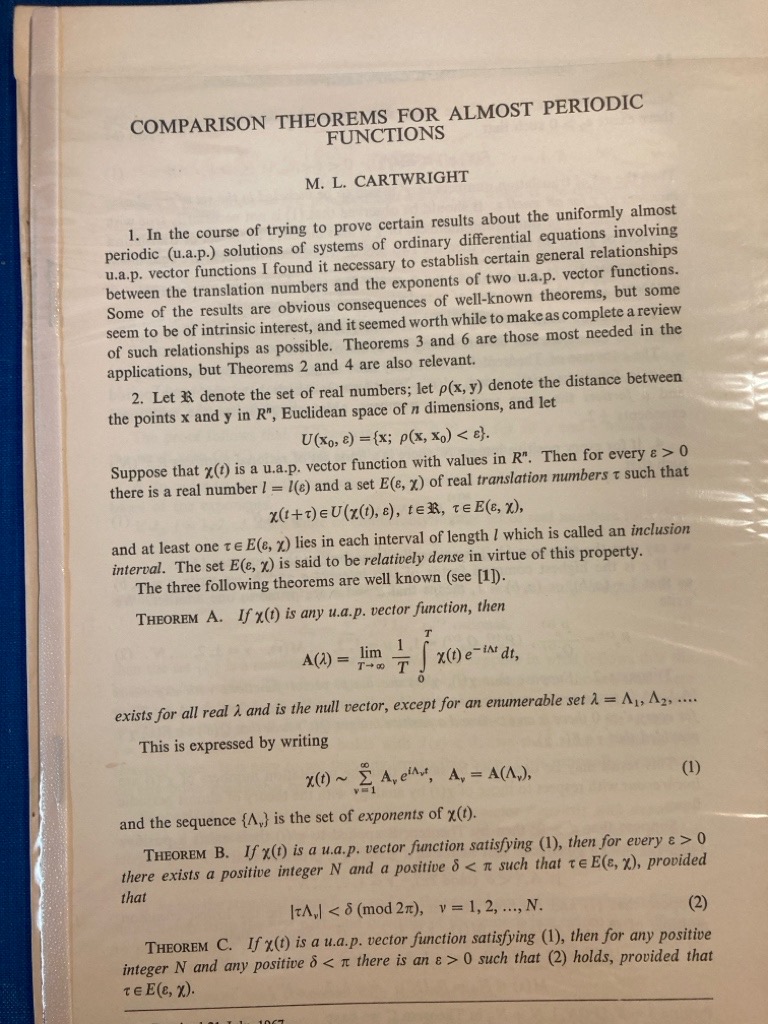 COMPARISON THEOREMS FOR ALMOST PERIODIC
FUNCTIONS
M. L. CARTWRIGHT
1. In the course of trying to prove certain results about the uniformly almost
periodic (u.a.p.) solutions of systems of ordinary differential equations involving
u.a.p. vector functions I found it necessary to establish certain general relationships
between the translation numbers and the exponents of two u.a.p. vector functions.
Some of the results are obvious consequences of well-known theorems, but some
seem to be of intrinsic interest, and it seemed worth while to make as complete a review
of such relationships as possible. Theorems 3 and 6 are those most needed in the
applications, but Theorems 2 and 4 are also relevant.
2. Let ℜ denote the set of real numbers; let ρ(x, y) denote the distance between
the points x and y in Rⁿ, Euclidean space of n dimensions, and let
U(x₀, ε) = {x; ρ(x, x₀) < ε}.
Suppose that χ(t) is a u.a.p. vector function with values in Rⁿ. Then for every ε > 0
there is a real number l = l(ε) and a set E(ε, χ) of real translation numbers τ such that
χ(t+τ) ∈ U(χ(t), ε), t ∈ ℜ, τ ∈ E(ε, χ),
and at least one τ ∈ E(ε, χ) lies in each interval of length l which is called an inclusion
interval. The set E(ε, χ) is said to be relatively dense in virtue of this property.
The three following theorems are well known (see [1]).
THEOREM A. If χ(t) is any u.a.p. vector function, then
A(λ) = lim_{T→∞} 1/T ∫₀ᵀ χ(t) e^{-iΛt} dt,
exists for all real λ and is the null vector, except for an enumerable set λ = Λ₁, Λ₂, ....
This is expressed by writing
χ(t) ~ Σ_{ν=1}^{∞} A_ν e^{iΛ_ν t}, A_ν = A(Λ_ν), (1)
and the sequence {Λ_ν} is the set of exponents of χ(t).
THEOREM B. If χ(t) is a u.a.p. vector function satisfying (1), then for every ε > 0
there exists a positive integer N and a positive δ < π such that τ ∈ E(ε, χ), provided
that
|τΛ_ν| < δ (mod 2π), ν = 1, 2, ..., N. (2)
THEOREM C. If χ(t) is a u.a.p. vector function satisfying (1), then for any positive
integer N and any positive δ < π there is an ε > 0 such that (2) holds, provided that
τ ∈ E(ε, χ).